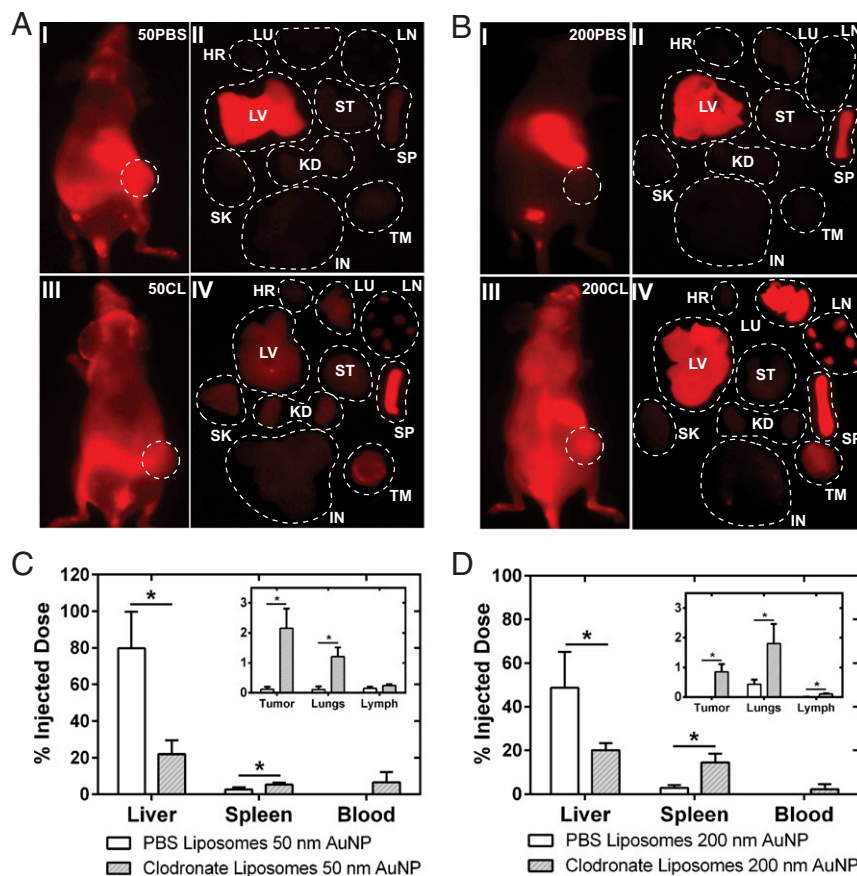 A
I
50PBS
II
HR
LU
LN
LV
ST
SP
KD
SK
TM
IN
III
50CL
IV
HR
LU
LN
LV
ST
KD
SP
SK
TM
IN
B
I
200PBS
II
HR
LU
LN
LV
ST
KD
SP
SK
TM
IN
III
200CL
IV
HR
LU
LN
LV
ST
KD
SP
SK
TM
IN
C
% Injected Dose
120
100
80
60
40
20
0
*
*
3
2
1
0
*
*
Tumor Lungs Lymph
Liver Spleen Blood
PBS Liposomes 50 nm AuNP
Clodronate Liposomes 50 nm AuNP
D
% Injected Dose
100
80
60
40
20
0
*
*
3
2
1
0
*
*
*
Tumor Lungs Lymph
Liver Spleen Blood
PBS Liposomes 200 nm AuNP
Clodronate Liposomes 200 nm AuNP